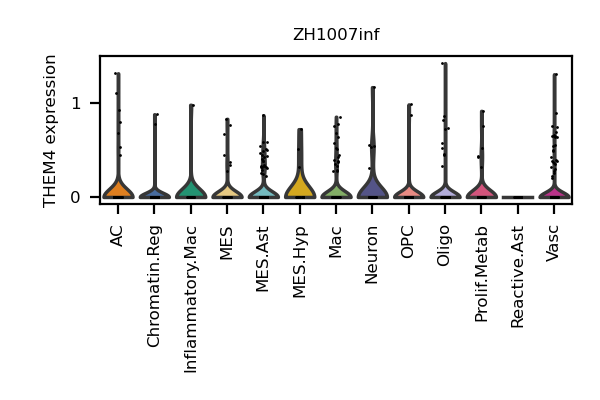 ZH1007inf
THEM4 expression
1
0
AC
Chromatin.Reg
Inflammatory.Mac
MES
MES.Ast
MES.Hyp
Mac
Neuron
OPC
Oligo
Prolif.Metab
Reactive.Ast
Vasc